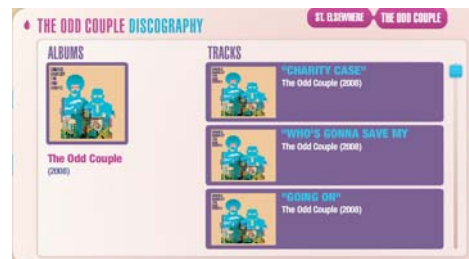 THE ODD COUPLE DISCOGRAPHY
ST. ELSEWHERE
THE ODD COUPLE
ALBUMS
The Odd Couple
(2008)
TRACKS
"CHARITY CASE"
The Odd Couple (2008)
"WHO'S GONNA SAVE MY
The Odd Couple (2008)
"GOING ON"
The Odd Couple (2008)